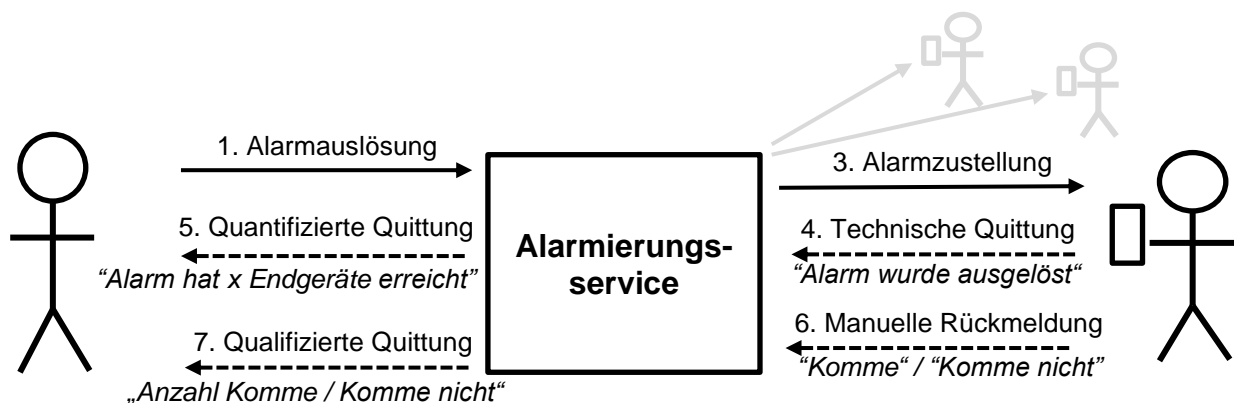 1. Alarmauslösung
5. Quantifizierte Quittung
“Alarm hat x Endgeräte erreicht”
7. Qualifizierte Quittung
„Anzahl Komme / Komme nicht“
Alarmierungs-
service
3. Alarmzustellung
4. Technische Quittung
“Alarm wurde ausgelöst“
6. Manuelle Rückmeldung
“Komme“ / “Komme nicht”